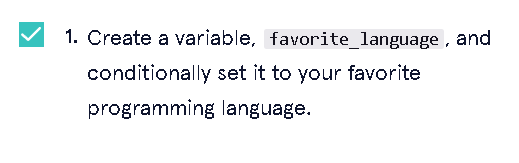 1. Create a variable, favorite_language, and
conditionally set it to your favorite
programming language.